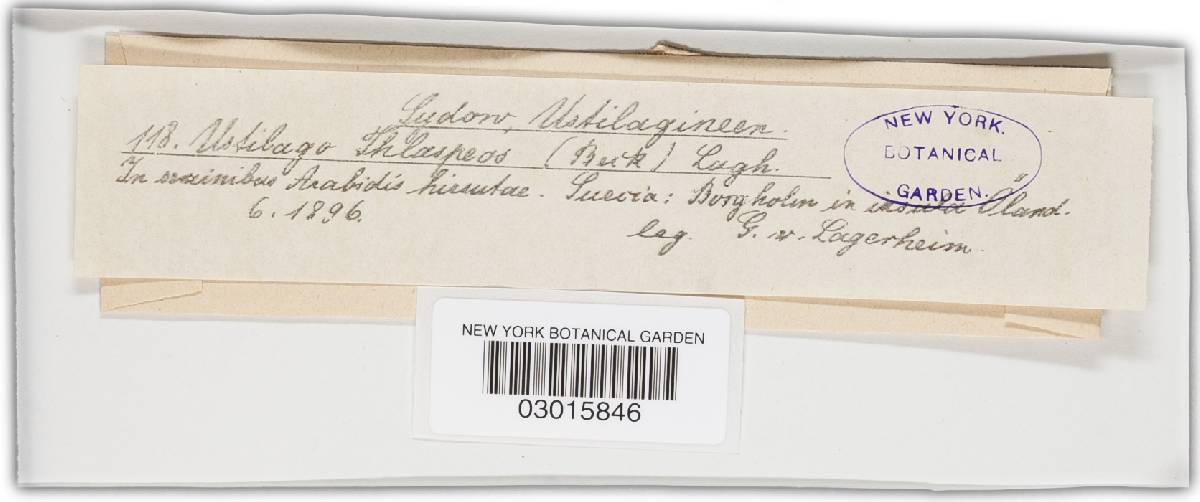 Sydow, Ustilagineen.
118. Ustilago Thlaspeos (Beck) Lagh.
In seminibus Arabidis hirsutae. Suecia: Borgholm in insula Öland.
6. 1896.
leg. G. v. Lagerheim
NEW YORK.
BOTANICAL
GARDEN.
NEW YORK BOTANICAL GARDEN
03015846